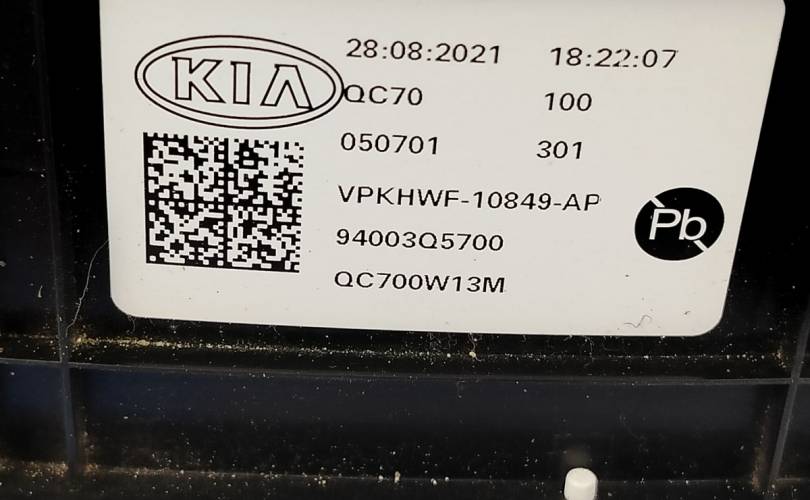 KIA
28:08:2021 18:22:07
QC70 100
050701 301
VPKHWF-10849-AP
94003Q5700
QC700W13M
Pb